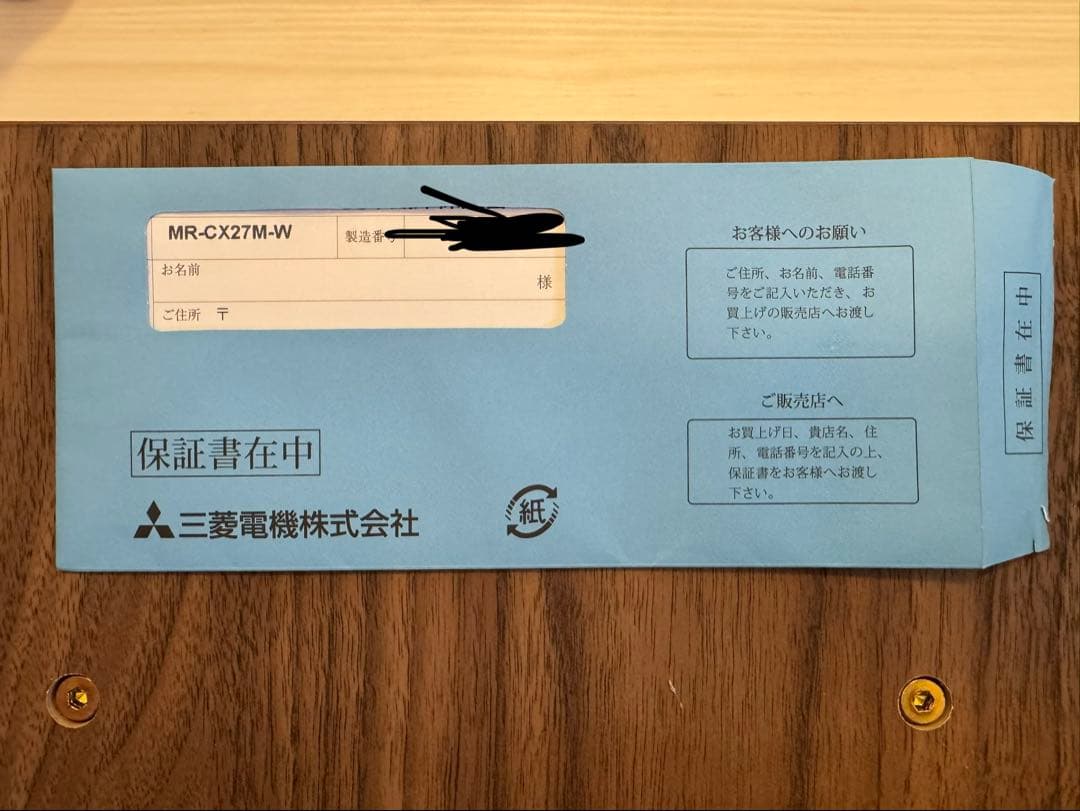 MR-CX27M-W
製造番
お名前
様
ご住所 〒
保証書在中
三菱電機株式会社
紙
お客様へのお願い
ご住所、お名前、電話番
号をご記入いただき、お
買上げの販売店へお渡し
下さい。
ご販売店へ
お買上げ日、貴店名、住
所、電話番号を記入の上、
保証書をお客様へお渡し
下さい。
保証書在中